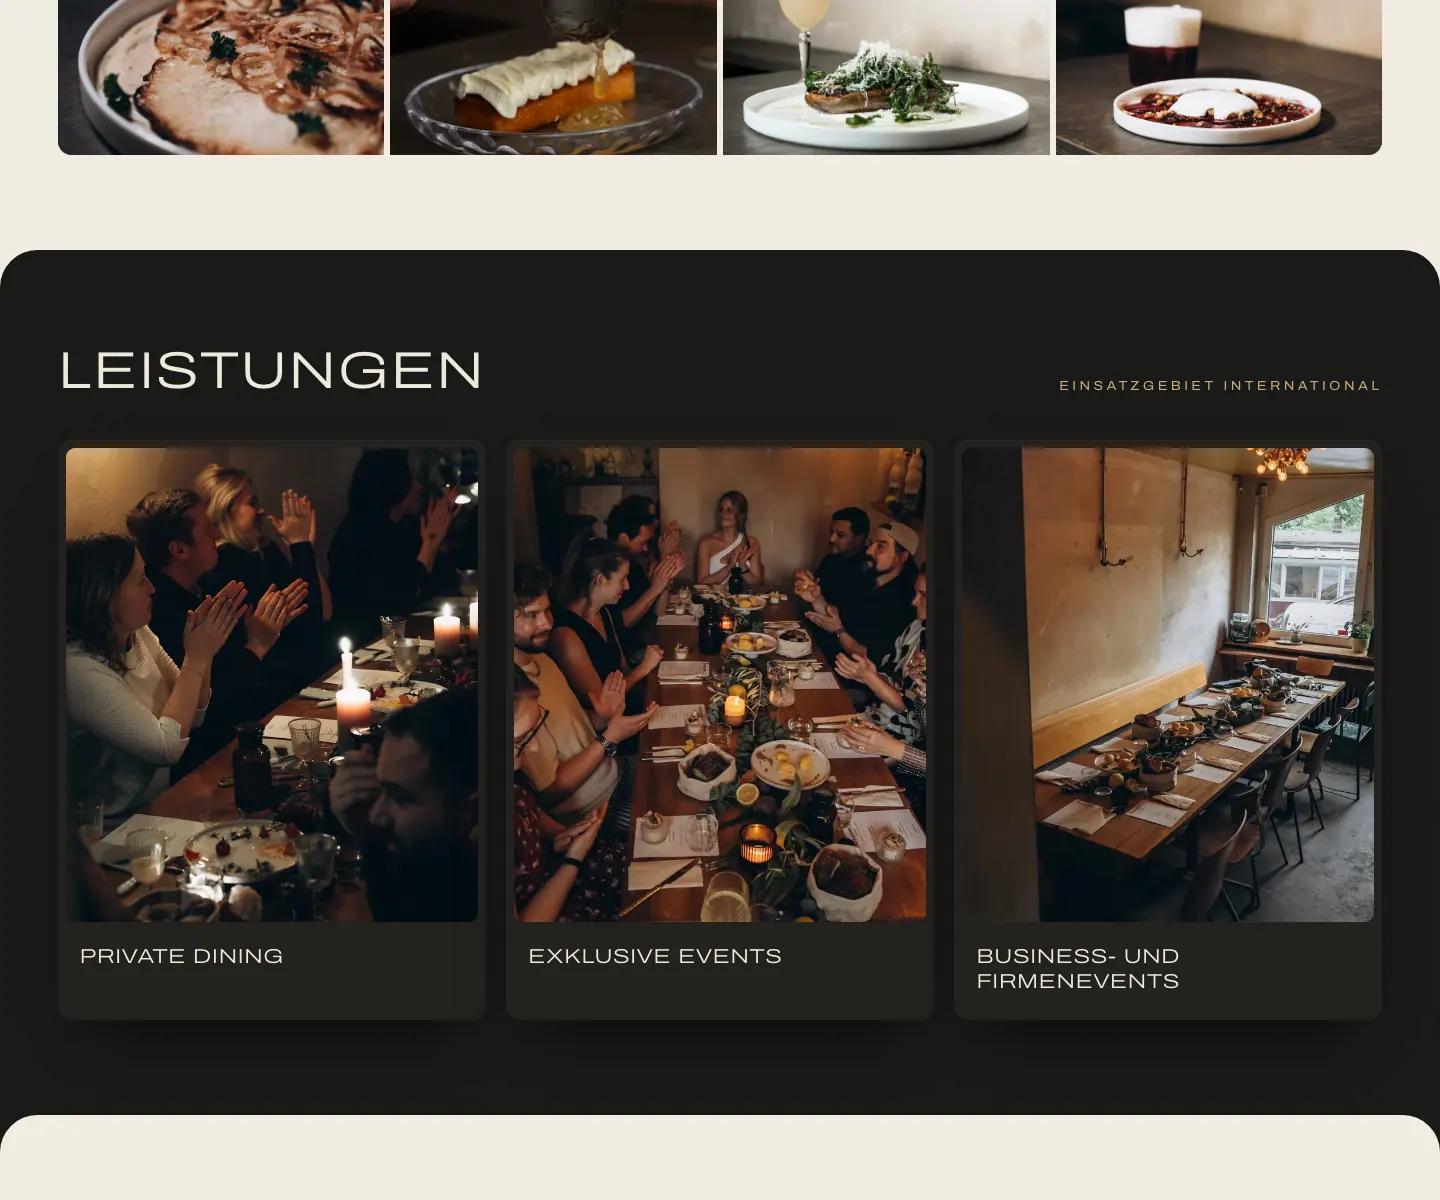 LEISTUNGEN
EINSATZGEBIET INTERNATIONAL
PRIVATE DINING
EXKLUSIVE EVENTS
BUSINESS- UND
FIRMENEVENTS